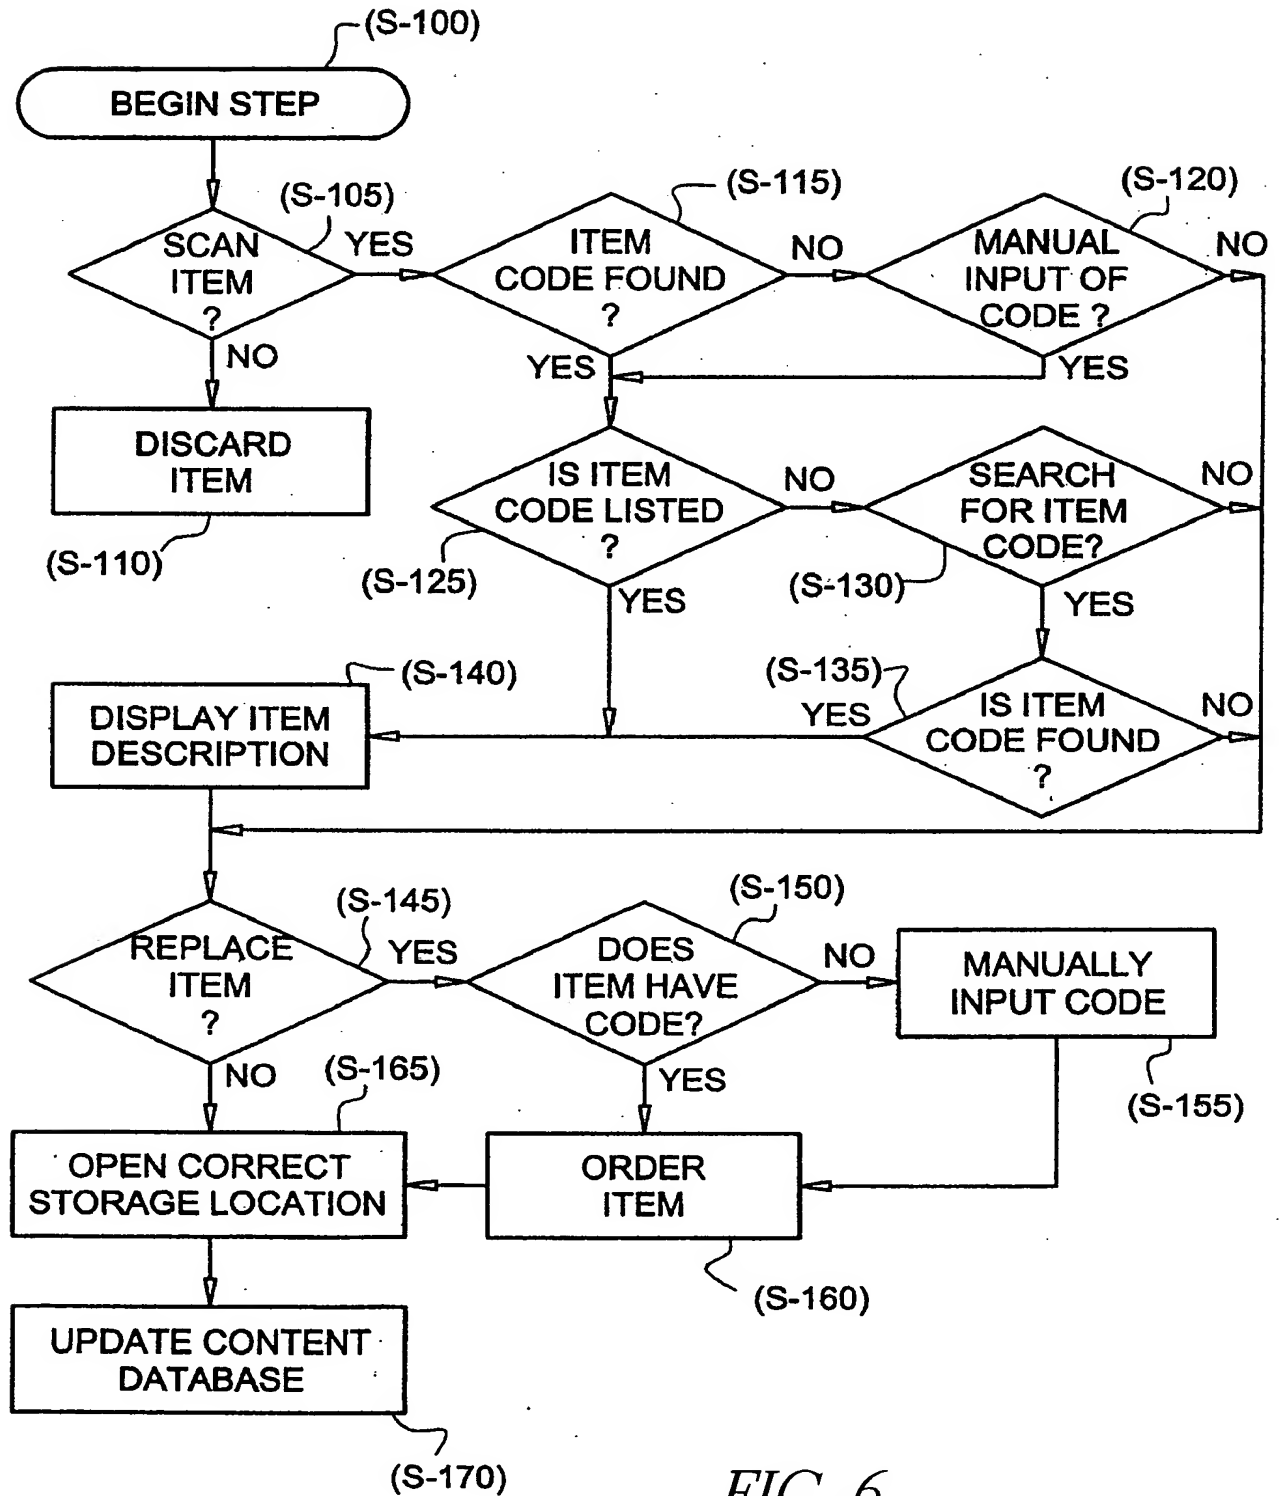 (S-100)
BEGIN STEP
(S-105)
SCAN
ITEM
?
YES
NO
DISCARD
ITEM
(S-110)
(S-115)
ITEM
CODE FOUND
?
NO
YES
(S-120)
MANUAL
INPUT OF
CODE ?
NO
YES
IS ITEM
CODE LISTED
?
(S-125)
NO
YES
SEARCH
FOR ITEM
CODE?
(S-130)
NO
YES
(S-135)
IS ITEM
CODE FOUND
?
YES
NO
(S-140)
DISPLAY ITEM
DESCRIPTION
(S-145)
REPLACE
ITEM
?
YES
NO
(S-150)
DOES
ITEM HAVE
CODE?
NO
YES
MANUALLY
INPUT CODE
(S-155)
ORDER
ITEM
(S-160)
(S-165)
OPEN CORRECT
STORAGE LOCATION
UPDATE CONTENT
DATABASE
(S-170)
FIG. 6